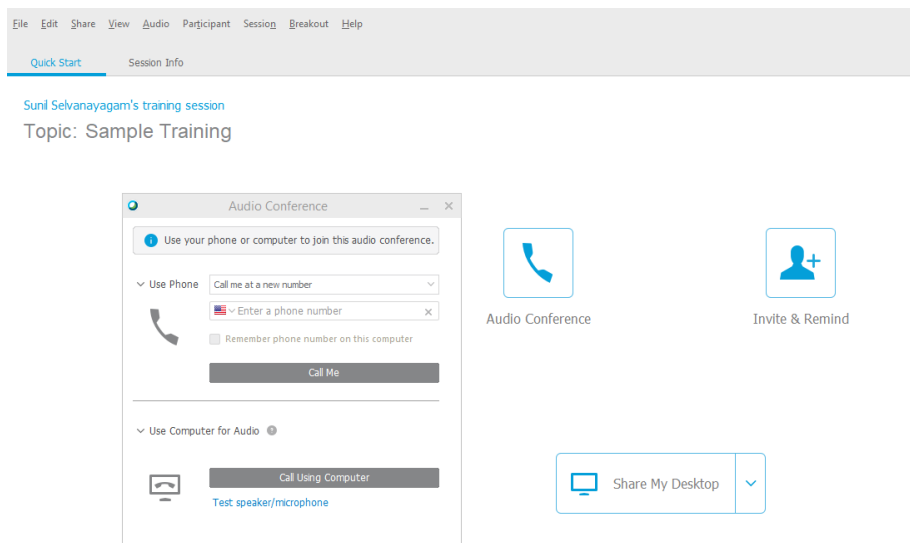 File Edit Share View Audio Participant Session Breakout Help
Quick Start Session Info
Sunil Selvanayagam's training session
Topic: Sample Training
Audio Conference
Use your phone or computer to join this audio conference.
Use Phone Call me at a new number
Enter a phone number
Remember phone number on this computer
Call Me
Use Computer for Audio
Call Using Computer
Test speaker/microphone
Audio Conference
Invite & Remind
Share My Desktop